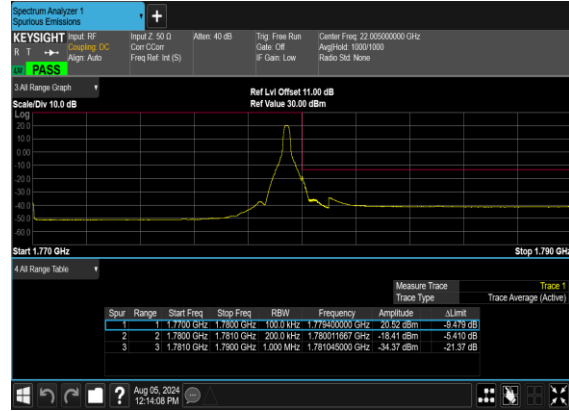 Spectrum Analyzer 1
Spurious Emissions
+
KEYSIGHT Input: RF Input Z: 50 Ω Atten: 40 dB Trig: Free Run Center Freq: 22.005000000 GHz
R T Coupling: DC Corr CCorr Gate: Off Avg|Hold: 1000/1000
Align: Auto Freq Ref: Int (S) IF Gain: Low Radio Std: None
PASS
3 All Range Graph
Ref Lvl Offset 11.00 dB
Scale/Div 10.0 dB Ref Value 30.00 dBm
Log
20.0
10.0
0.00
-10.0
-20.0
-30.0
-40.0
-50.0
-60.0
Start 1.770 GHz Stop 1.790 GHz
4 All Range Table
Measure Trace Trace 1
Trace Type Trace Average (Active)
Spur Range Start Freq Stop Freq RBW Frequency Amplitude ΔLimit
1 1 1.7700 GHz 1.7800 GHz 100.0 kHz 1.779400000 GHz 20.52 dBm -9.479 dB
2 2 1.7800 GHz 1.7810 GHz 200.0 kHz 1.780011667 GHz -18.41 dBm -5.410 dB
3 3 1.7810 GHz 1.7900 GHz 1.000 MHz 1.781045000 GHz -34.37 dBm -21.37 dB
? Aug 05, 2024
12:14:08 PM